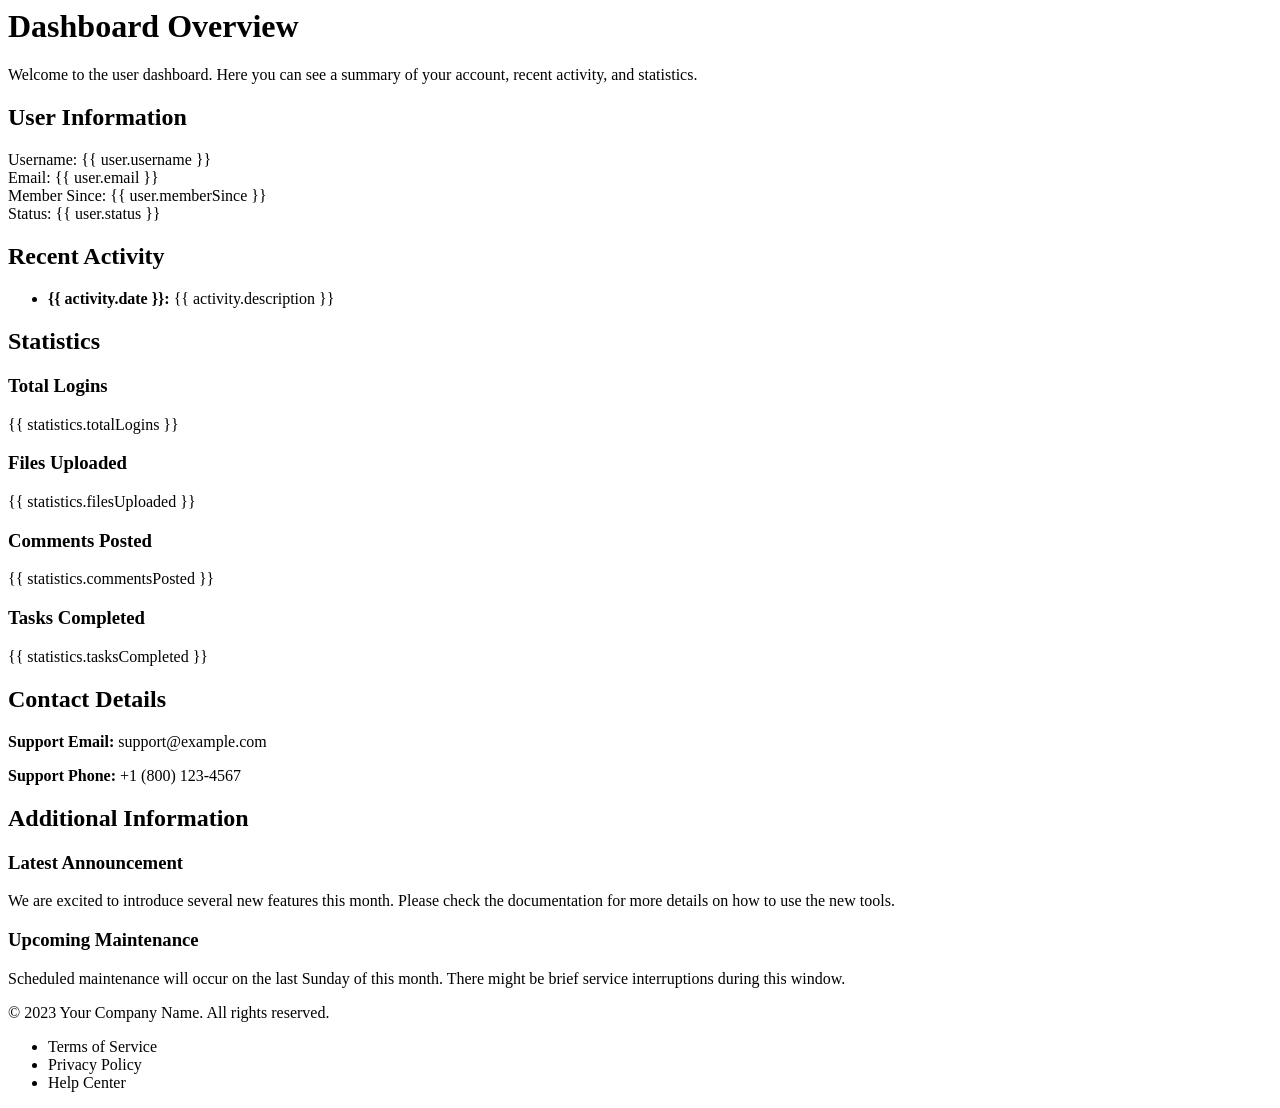 Dashboard Overview
Welcome to the user dashboard. Here you can see a summary of your account, recent activity, and statistics.
User Information
Username: {{ user.username }}
Email: {{ user.email }}
Member Since: {{ user.memberSince }}
Status: {{ user.status }}
Recent Activity
{{ activity.date }}: {{ activity.description }}
Statistics
Total Logins
{{ statistics.totalLogins }}
Files Uploaded
{{ statistics.filesUploaded }}
Comments Posted
{{ statistics.commentsPosted }}
Tasks Completed
{{ statistics.tasksCompleted }}
Contact Details
Support Email: support@example.com
Support Phone: +1 (800) 123-4567
Additional Information
Latest Announcement
We are excited to introduce several new features this month. Please check the documentation for more details on how to use the new tools.
Upcoming Maintenance
Scheduled maintenance will occur on the last Sunday of this month. There might be brief service interruptions during this window.
© 2023 Your Company Name. All rights reserved.
Terms of Service
Privacy Policy
Help Center